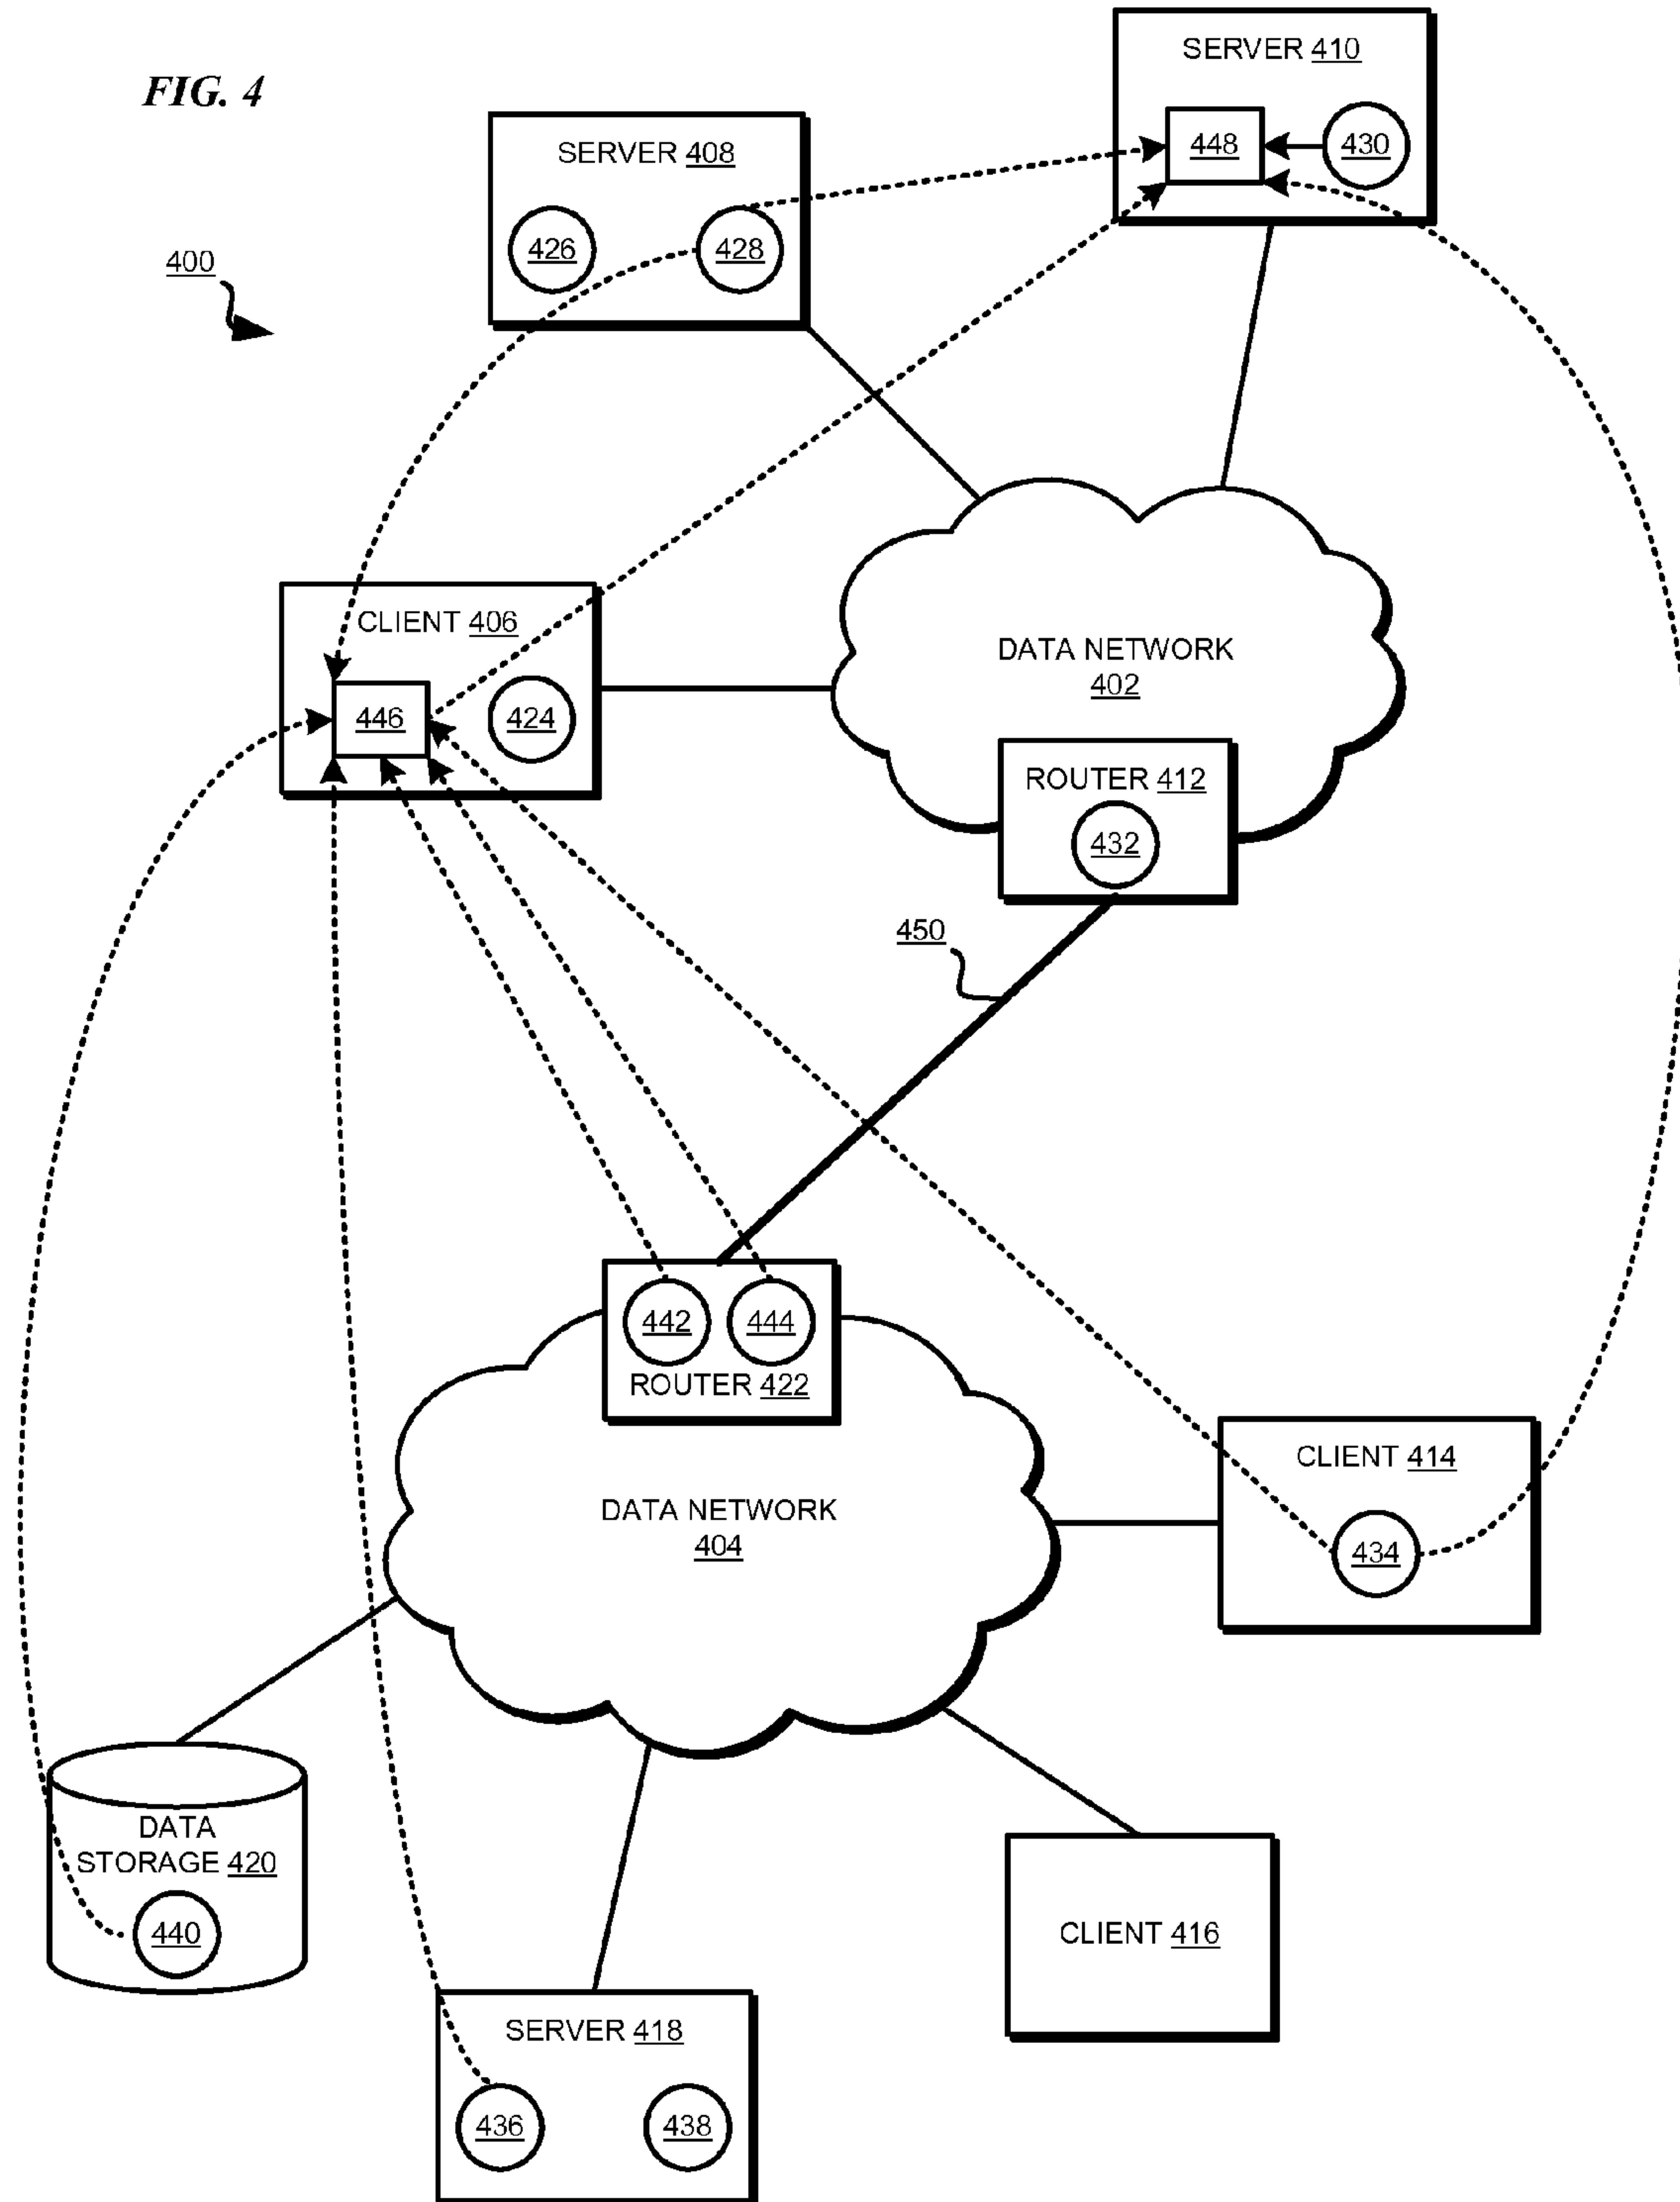 FIG. 4
SERVER 410
448
430
SERVER 408
426
428
400
CLIENT 406
446
424
DATA NETWORK
402
ROUTER 412
432
450
442
444
ROUTER 422
CLIENT 414
434
DATA NETWORK
404
DATA
STORAGE 420
440
CLIENT 416
SERVER 418
436
438